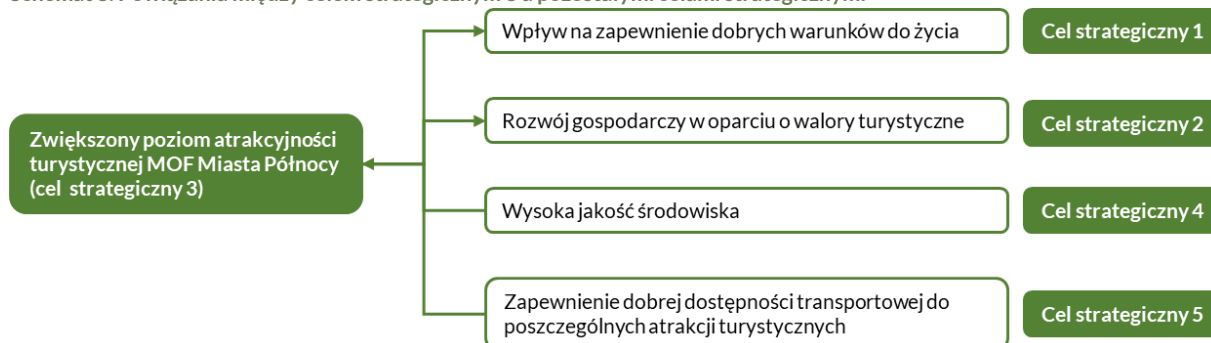 Wpływ na zapewnienie dobrych warunków do życia
Cel strategiczny 1
Zwiększony poziom atrakcyjności
turystycznej MOF Miasta Północy
(cel strategiczny 3)
Rozwój gospodarczy w oparciu o walory turystyczne
Cel strategiczny 2
Wysoka jakość środowiska
Cel strategiczny 4
Zapewnienie dobrej dostępności transportowej do
poszczególnych atrakcji turystycznych
Cel strategiczny 5